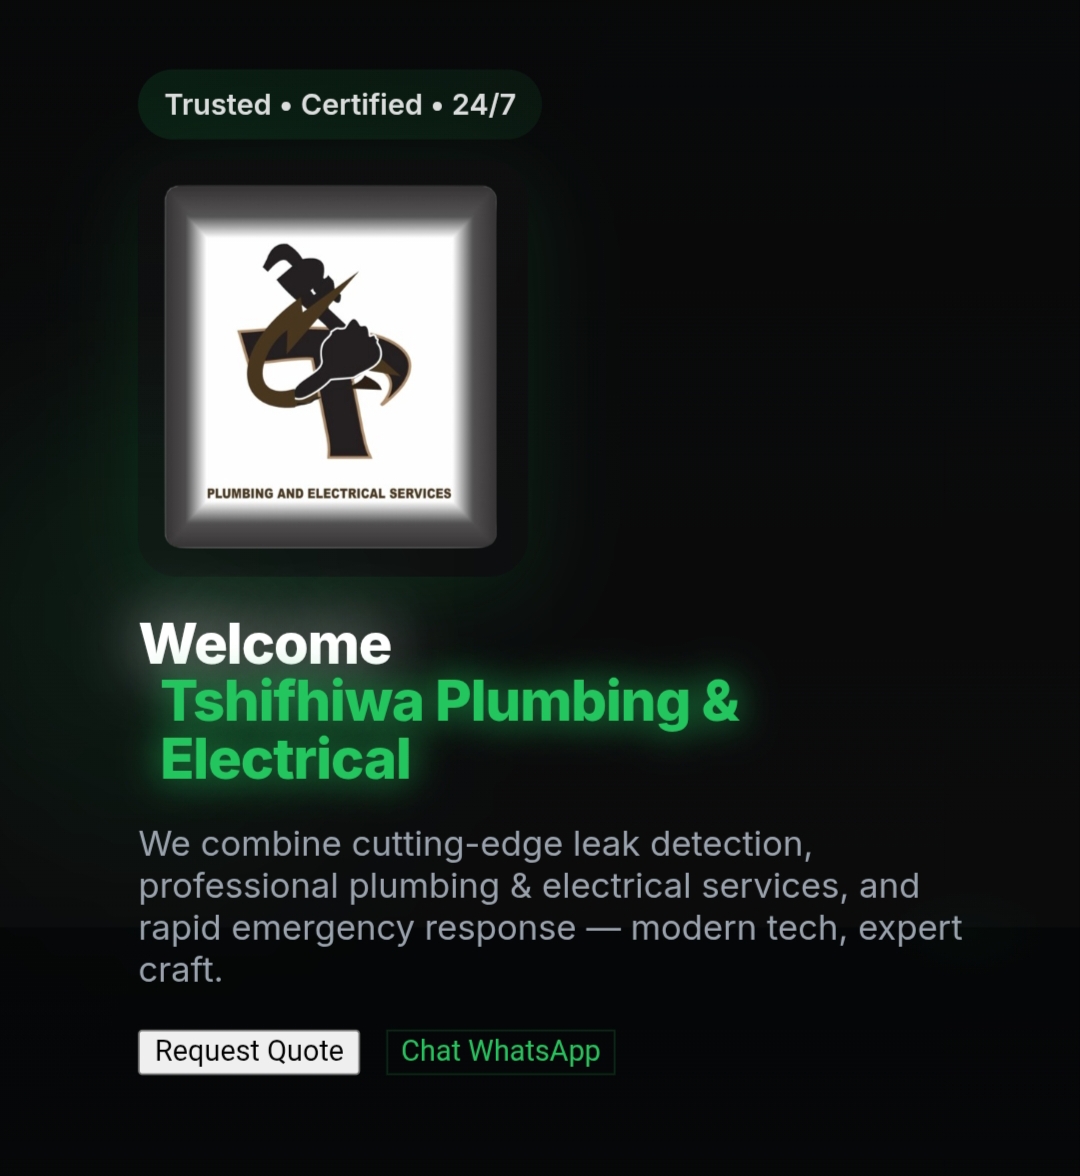 Trusted • Certified • 24/7
PLUMBING AND ELECTRICAL SERVICES
Welcome
Tshifhiwa Plumbing &
Electrical
We combine cutting-edge leak detection,
professional plumbing & electrical services, and
rapid emergency response — modern tech, expert
craft.
Request Quote
Chat WhatsApp